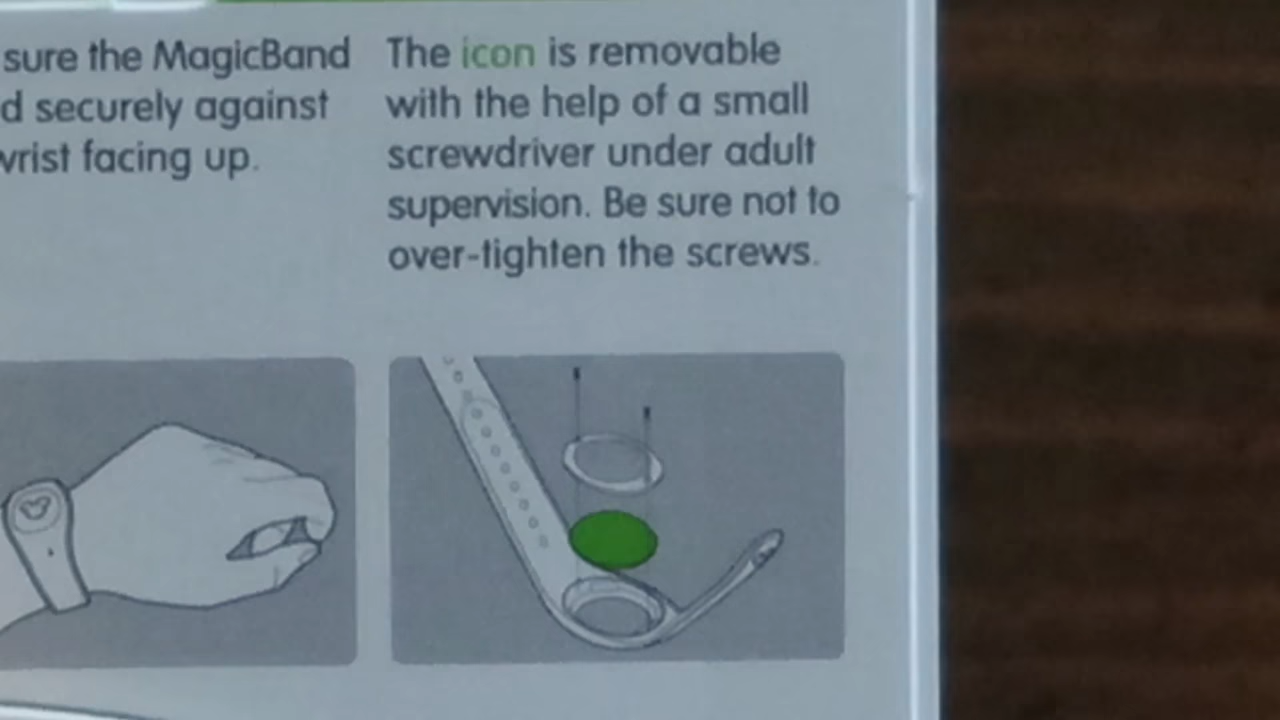 sure the MagicBand
d securely against
wrist facing up.
The icon is removable
with the help of a small
screwdriver under adult
supervision. Be sure not to
over-tighten the screws.